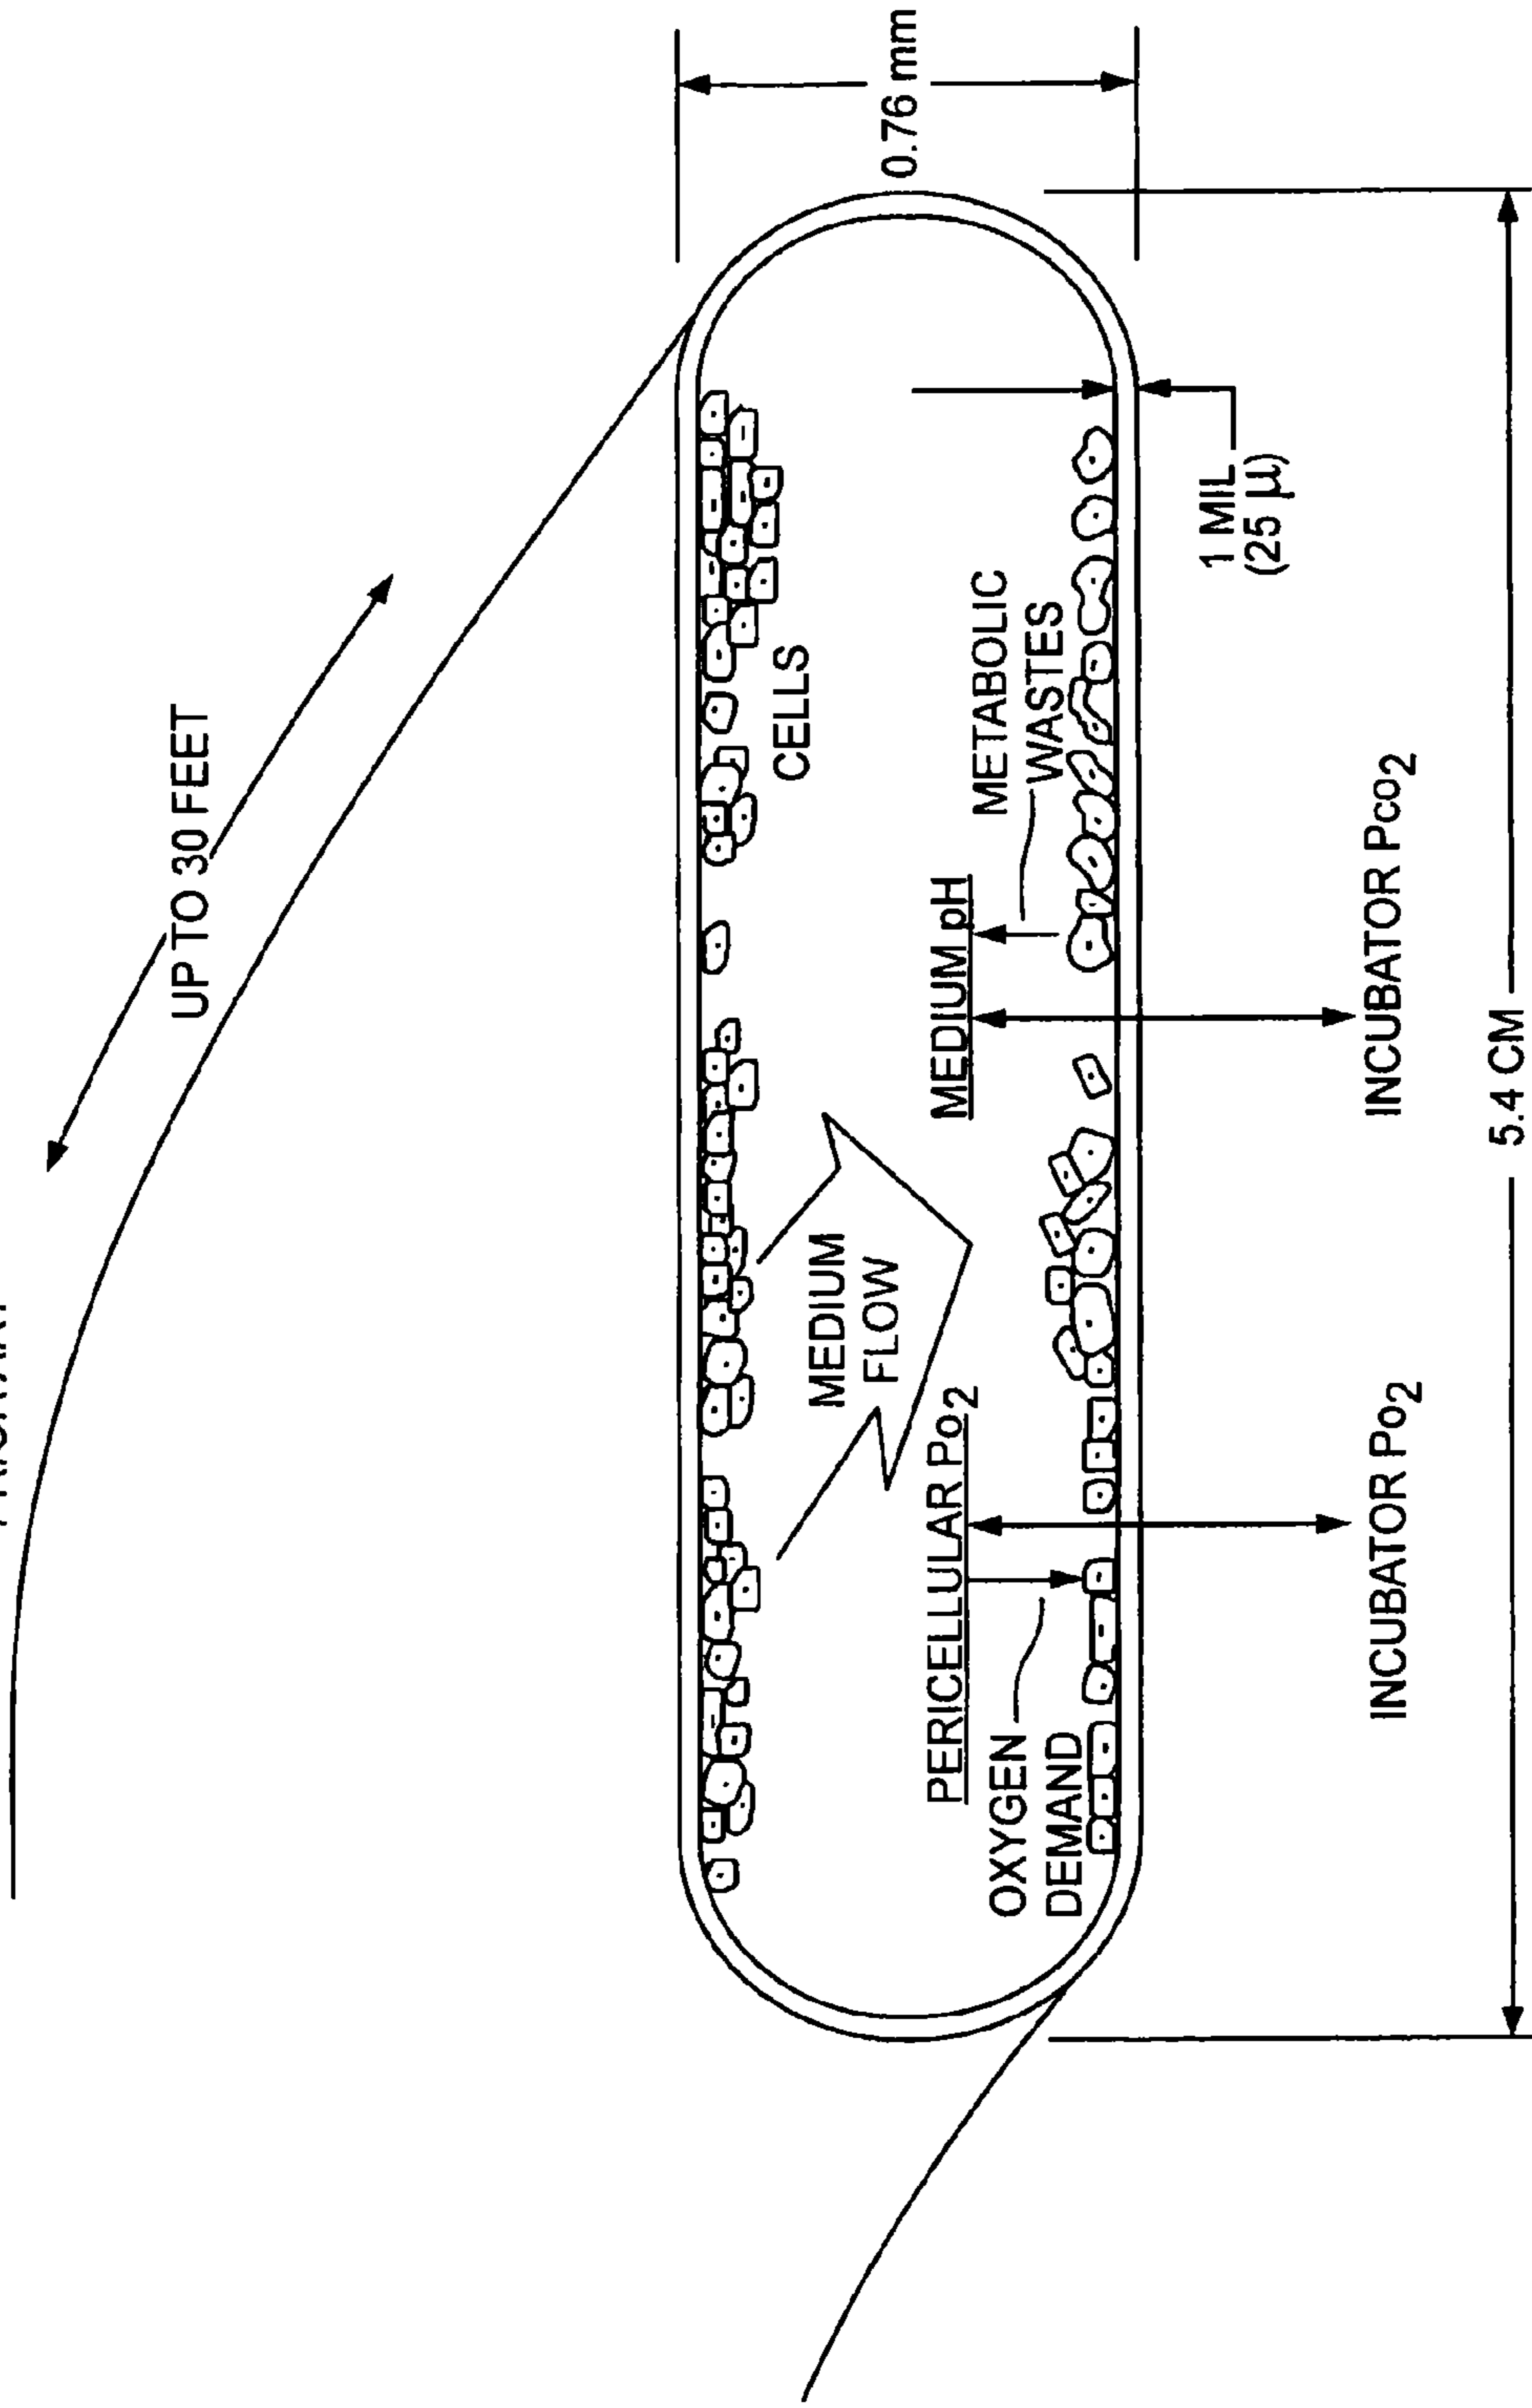 UP TO 30 FEET
CELLS
MEDIUM
FLOW
0.76 mm
PERICELLULAR Po2
MEDIUM pH
METABOLIC
WASTES
OXYGEN
DEMAND
1 MIL
(25 μ)
INCUBATOR Po2
INCUBATOR Pco2
5.4 CM